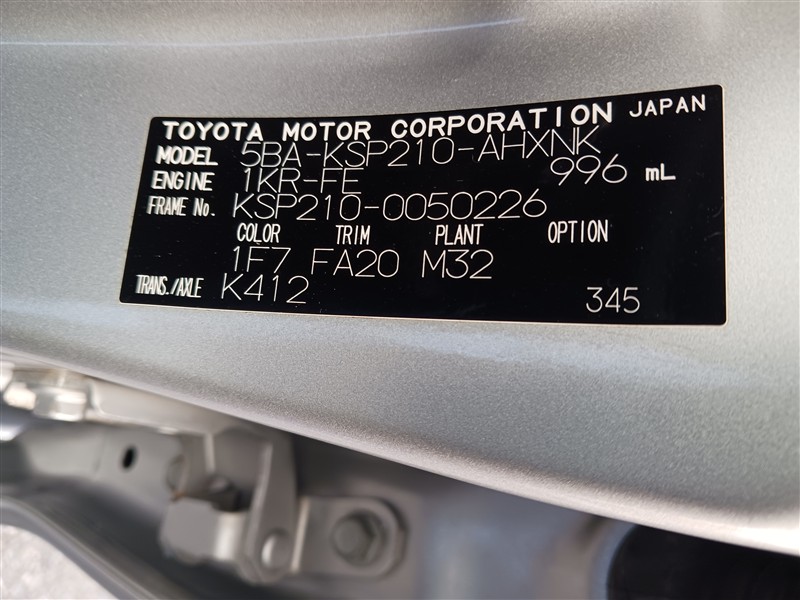 TOYOTA MOTOR CORPORATION JAPAN
MODEL 5BA-KSP210-AHXNK
ENGINE 1KR-FE 996 mL
FRAME No. KSP210-0050226
COLOR TRIM PLANT OPTION
1F7 FA20 M32
TRANS./AXLE K412 345